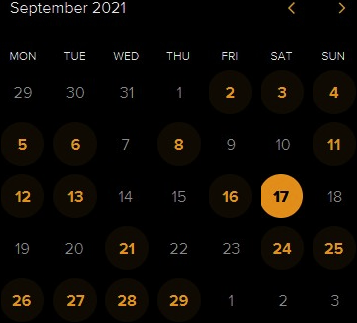 September 2021 < >
MON TUE WED THU FRI SAT SUN
29 30 31 1 2 3 4
5 6 7 8 9 10 11
12 13 14 15 16 17 18
19 20 21 22 23 24 25
26 27 28 29 1 2 3